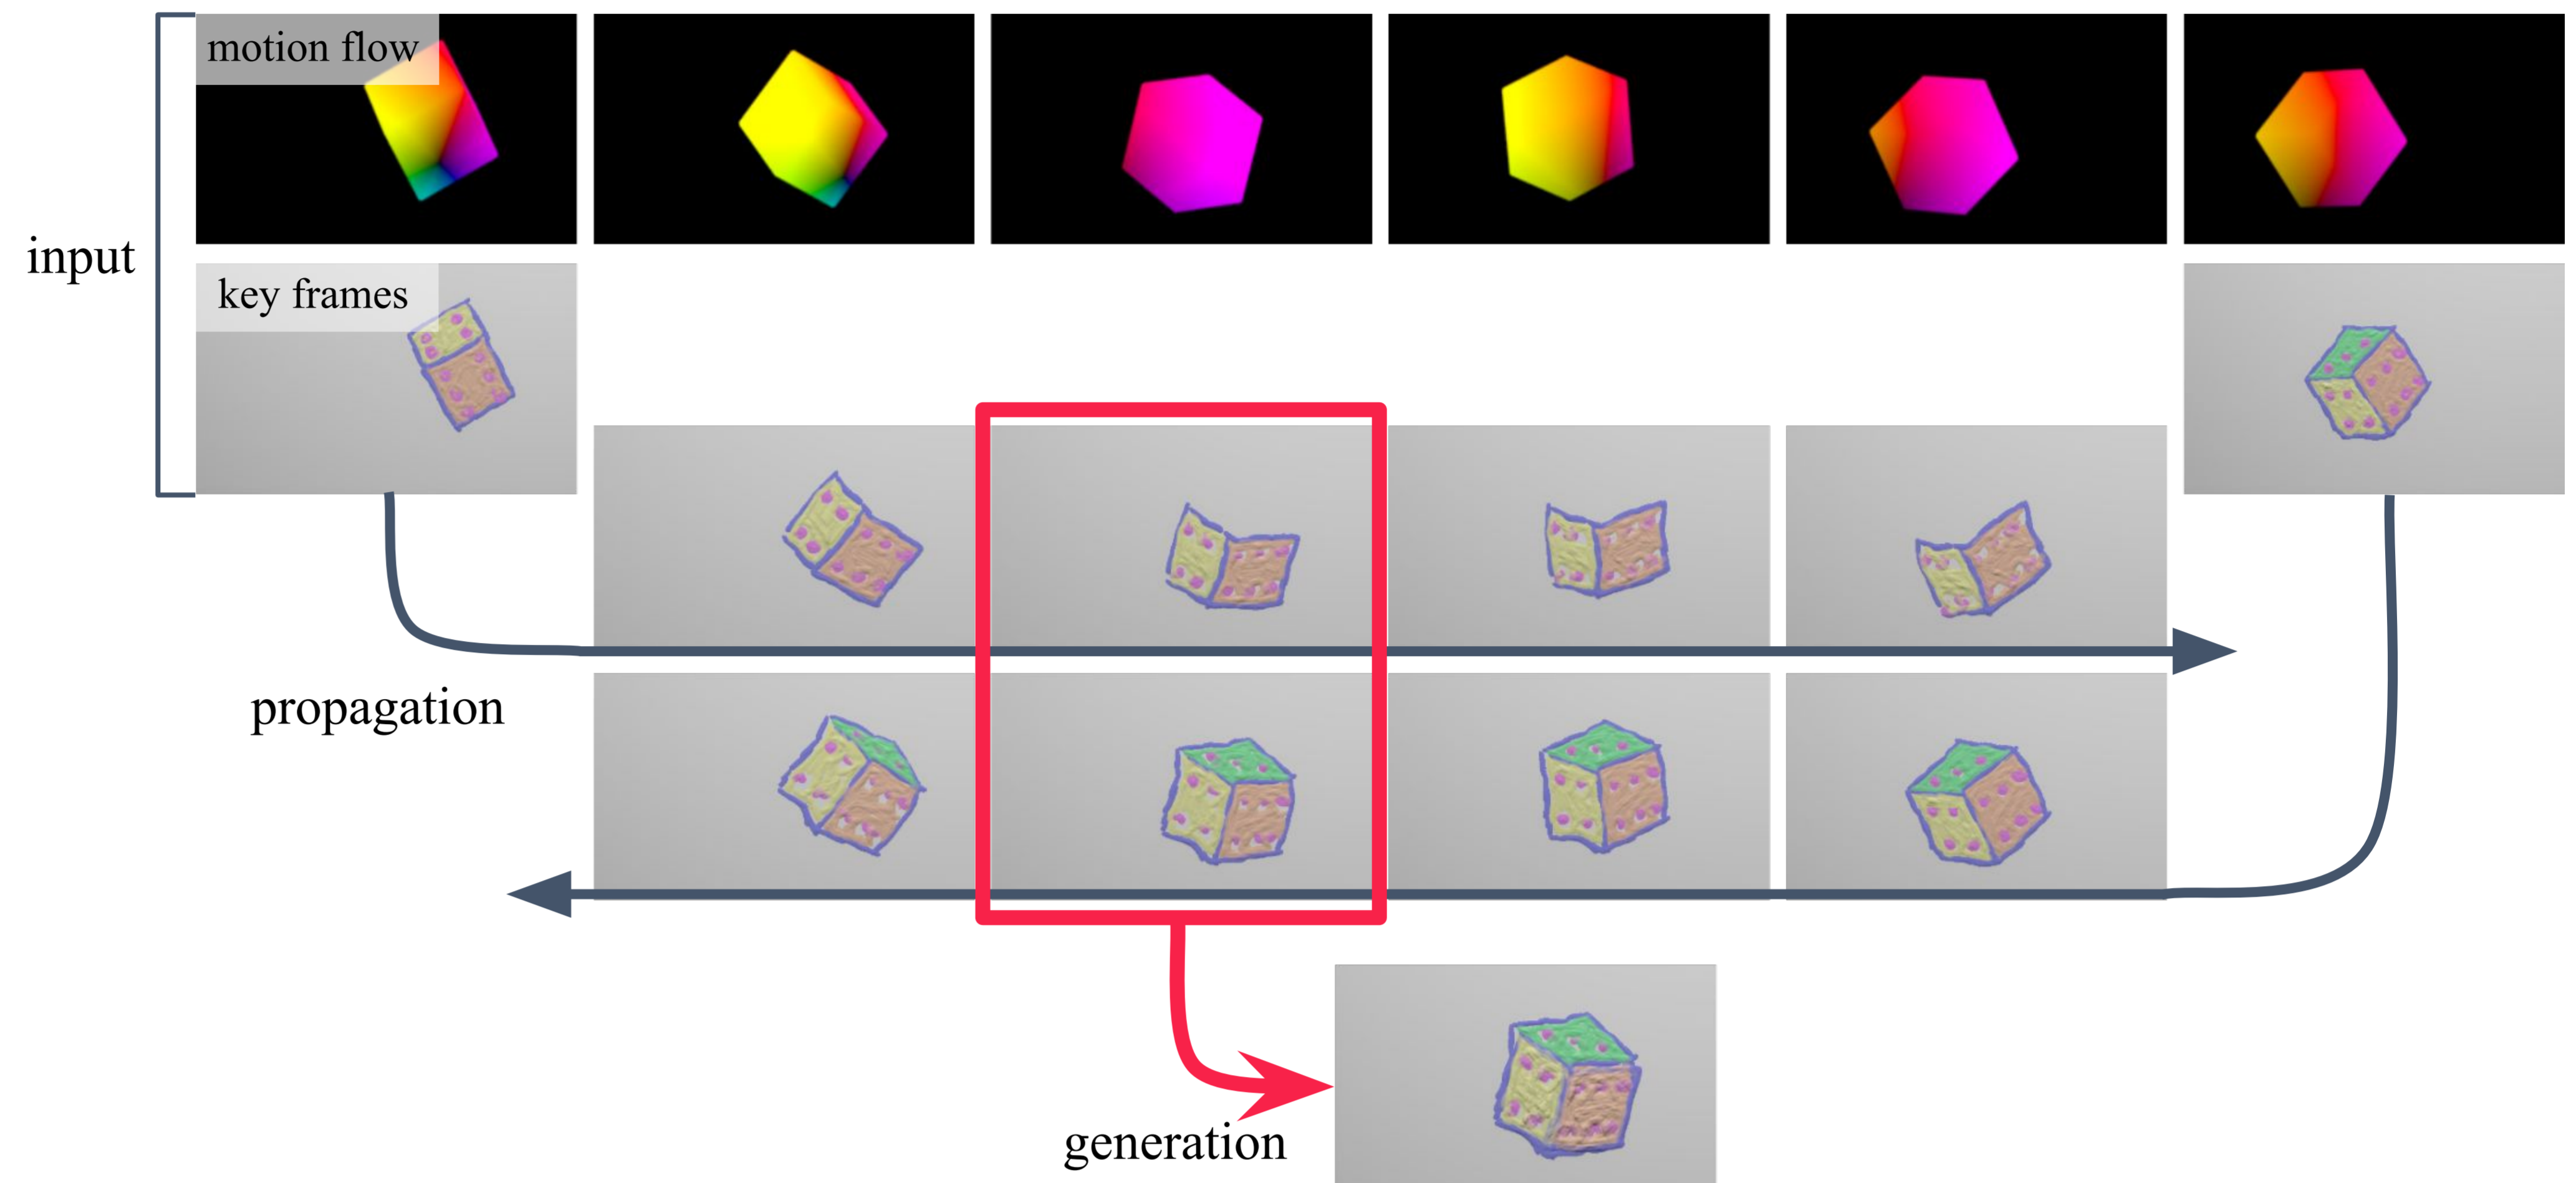 motion flow
input
key frames
propagation
generation